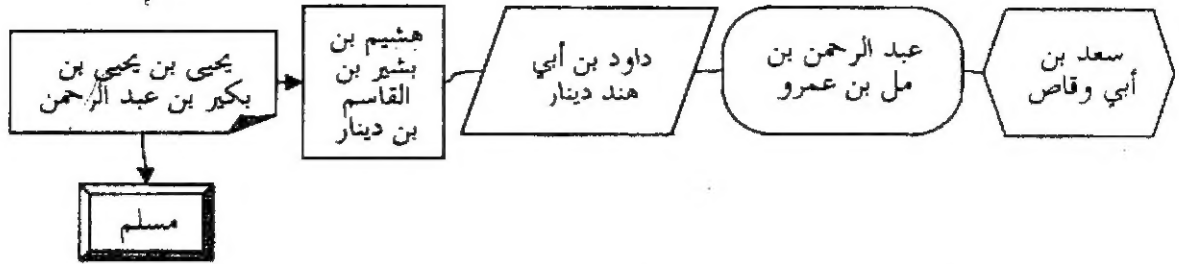 سعد بن
أبي وقاص
عبد الرحمن بن
مل بن عمرو
داود بن أبي
هند دينار
هشيم بن
بشير بن
القاسم
بن دينار
يحيى بن يحيى بن
بكير بن عبد الرحمن
مسلم